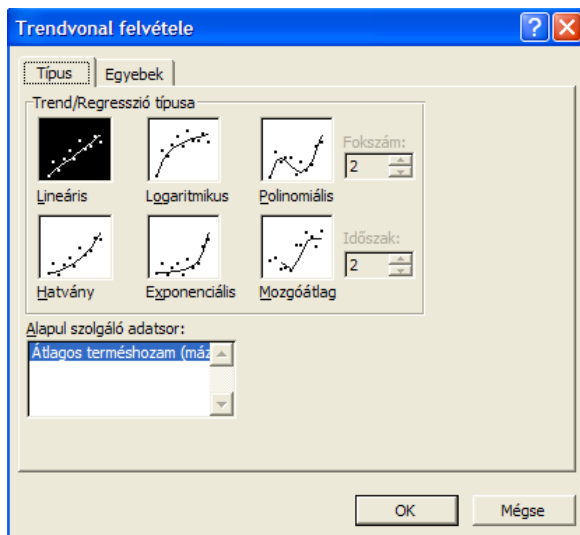 Trendvonal felvétele
Típus Egyebek
Trend/Regresszió típusa
Lineáris Logaritmikus Polinomiális
Fokszám:
2
Hatvány Exponenciális Mozgóátlag
Időszak:
2
Alapul szolgáló adatsor:
Átlagos terméshozam (máz
OK Mégse